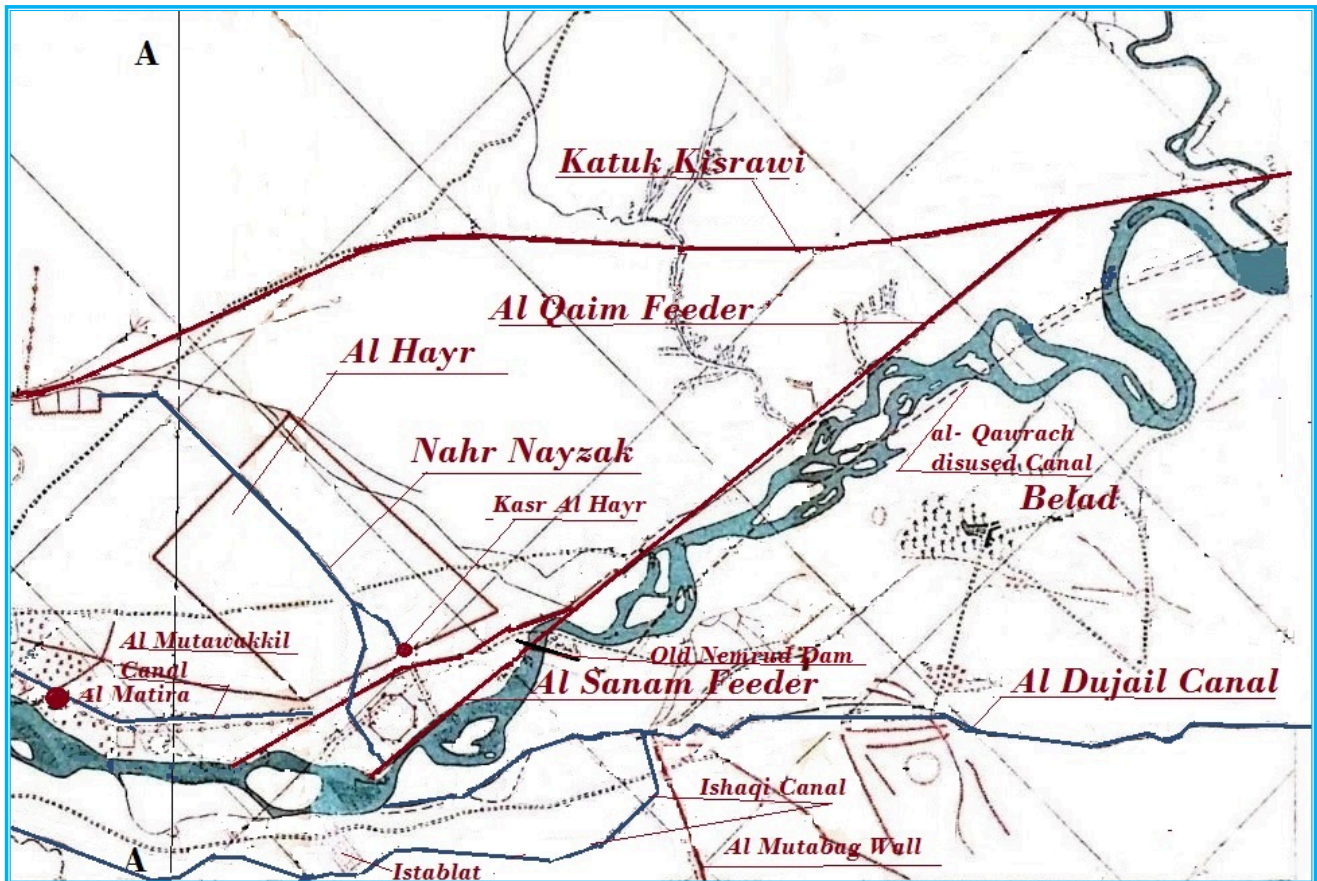 A
Katuk Kisrawi
Al Qaim Feeder
Al Hayr
al- Qawrach
disused Canal
Nahr Nayzak
Kasr Al Hayr
Belad
Al Mutawakkil
Canal
Al Matira
Old Nemrud Dam
Al Sanam Feeder
Al Dujail Canal
Ishaqi Canal
Al Mutabag Wall
A
Istablat